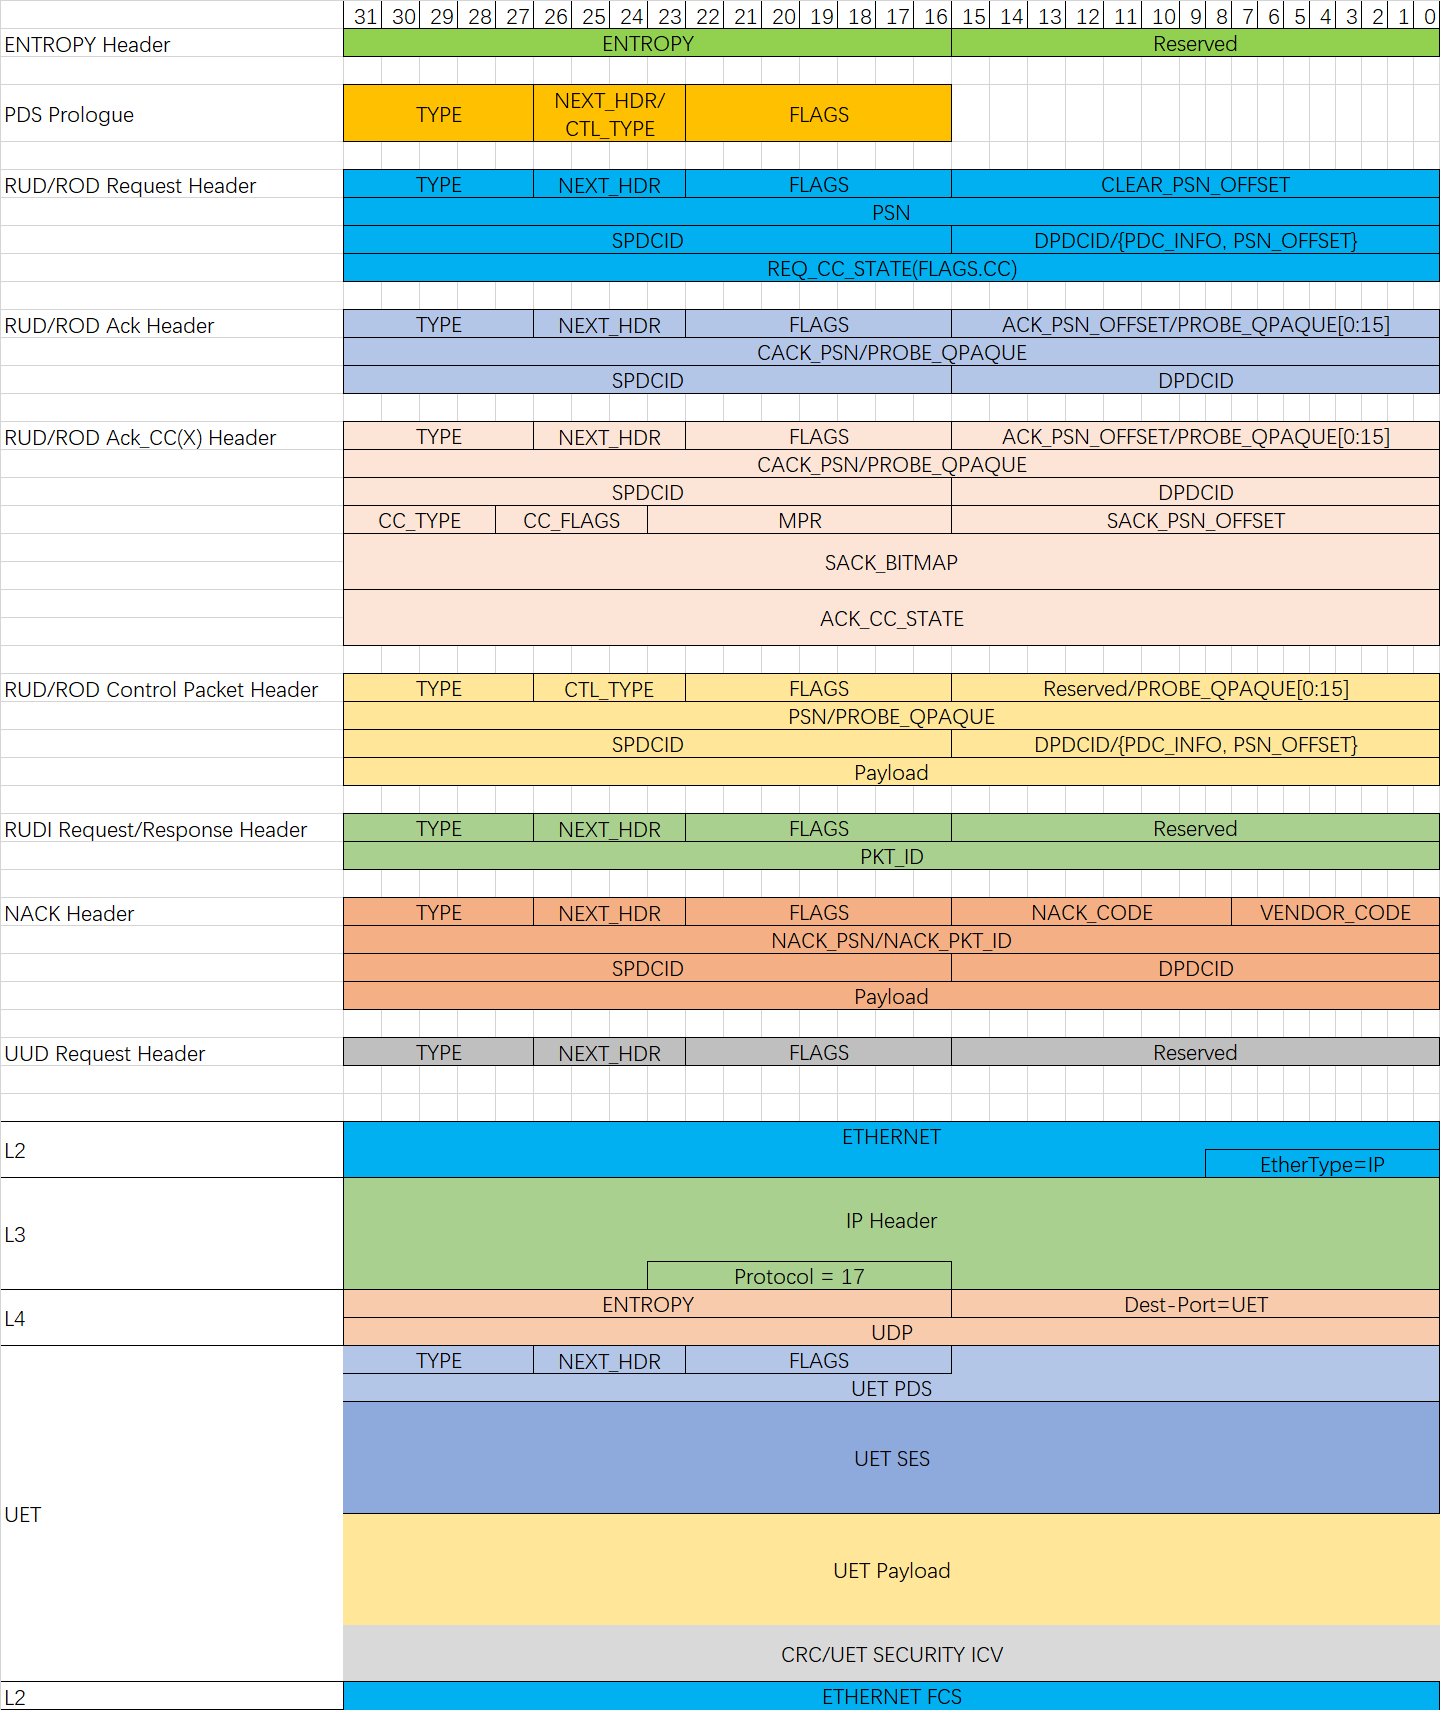 31 30 29 28 27 26 25 24 23 22 21 20 19 18 17 16 15 14 13 12 11 10 9 8 7 6 5 4 3 2 1 0
ENTROPY Header ENTROPY Reserved
PDS Prologue TYPE NEXT_HDR/ FLAGS
CTL_TYPE
RUD/ROD Request Header TYPE NEXT_HDR FLAGS CLEAR_PSN_OFFSET
PSN
SPDCID DPDCID/{PDC_INFO, PSN_OFFSET}
REQ_CC_STATE(FLAGS.CC)
RUD/ROD Ack Header TYPE NEXT_HDR FLAGS ACK_PSN_OFFSET/PROBE_QPAQUE[0:15]
CACK_PSN/PROBE_QPAQUE
SPDCID DPDCID
RUD/ROD Ack_CC(X) Header TYPE NEXT_HDR FLAGS ACK_PSN_OFFSET/PROBE_QPAQUE[0:15]
CACK_PSN/PROBE_QPAQUE
SPDCID DPDCID
CC_TYPE CC_FLAGS MPR SACK_PSN_OFFSET
SACK_BITMAP
ACK_CC_STATE
RUD/ROD Control Packet Header TYPE CTL_TYPE FLAGS Reserved/PROBE_QPAQUE[0:15]
PSN/PROBE_QPAQUE
SPDCID DPDCID/{PDC_INFO, PSN_OFFSET}
Payload
RUDI Request/Response Header TYPE NEXT_HDR FLAGS Reserved
PKT_ID
NACK Header TYPE NEXT_HDR FLAGS NACK_CODE VENDOR_CODE
NACK_PSN/NACK_PKT_ID
SPDCID DPDCID
Payload
UUD Request Header TYPE NEXT_HDR FLAGS Reserved
L2 ETHERNET
EtherType=IP
L3 IP Header
Protocol = 17
L4 ENTROPY Dest-Port=UET
UDP
TYPE NEXT_HDR FLAGS
UET PDS
UET SES
UET
UET Payload
CRC/UET SECURITY ICV
L2 ETHERNET FCS